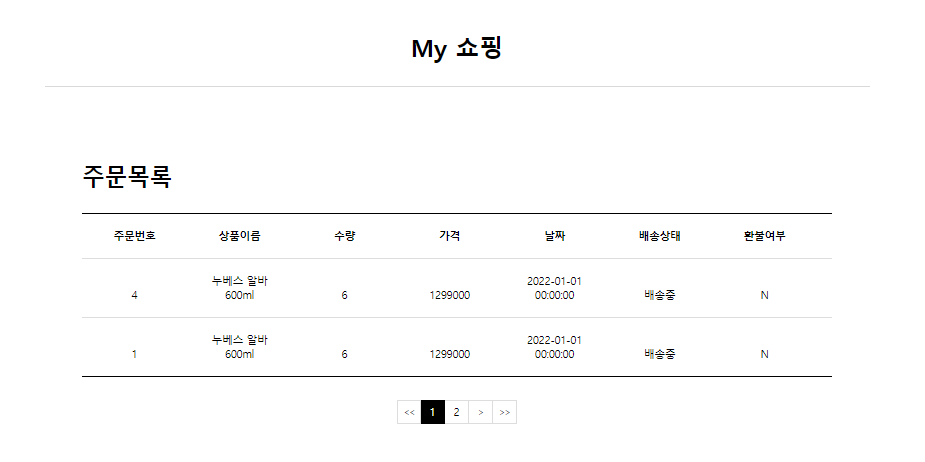 My 쇼핑
주문목록
주문번호 상품이름 수량 가격 날짜 배송상태 환불여부
누베스 알바 2022-01-01
4 600ml 6 1299000 00:00:00 배송중 N
누베스 알바 2022-01-01
1 600ml 6 1299000 00:00:00 배송중 N
<< 1 2 > >>